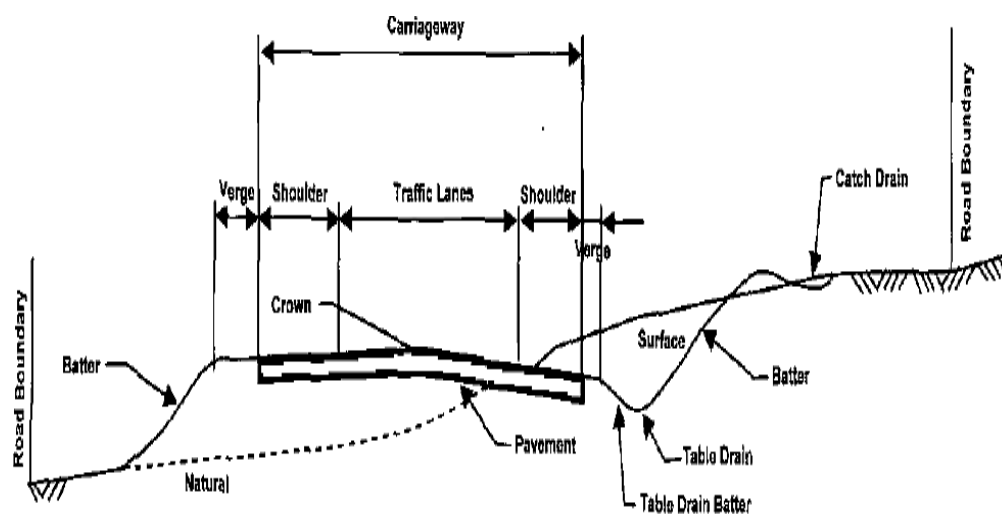 Carriageway
Road Boundary
Catch Drain
Verge
Shoulder
Traffic Lanes
Shoulder
Verge
Crown
Surface
Road Boundary
Batter
Batter
Pavement
Table Drain
Natural
Table Drain Batter